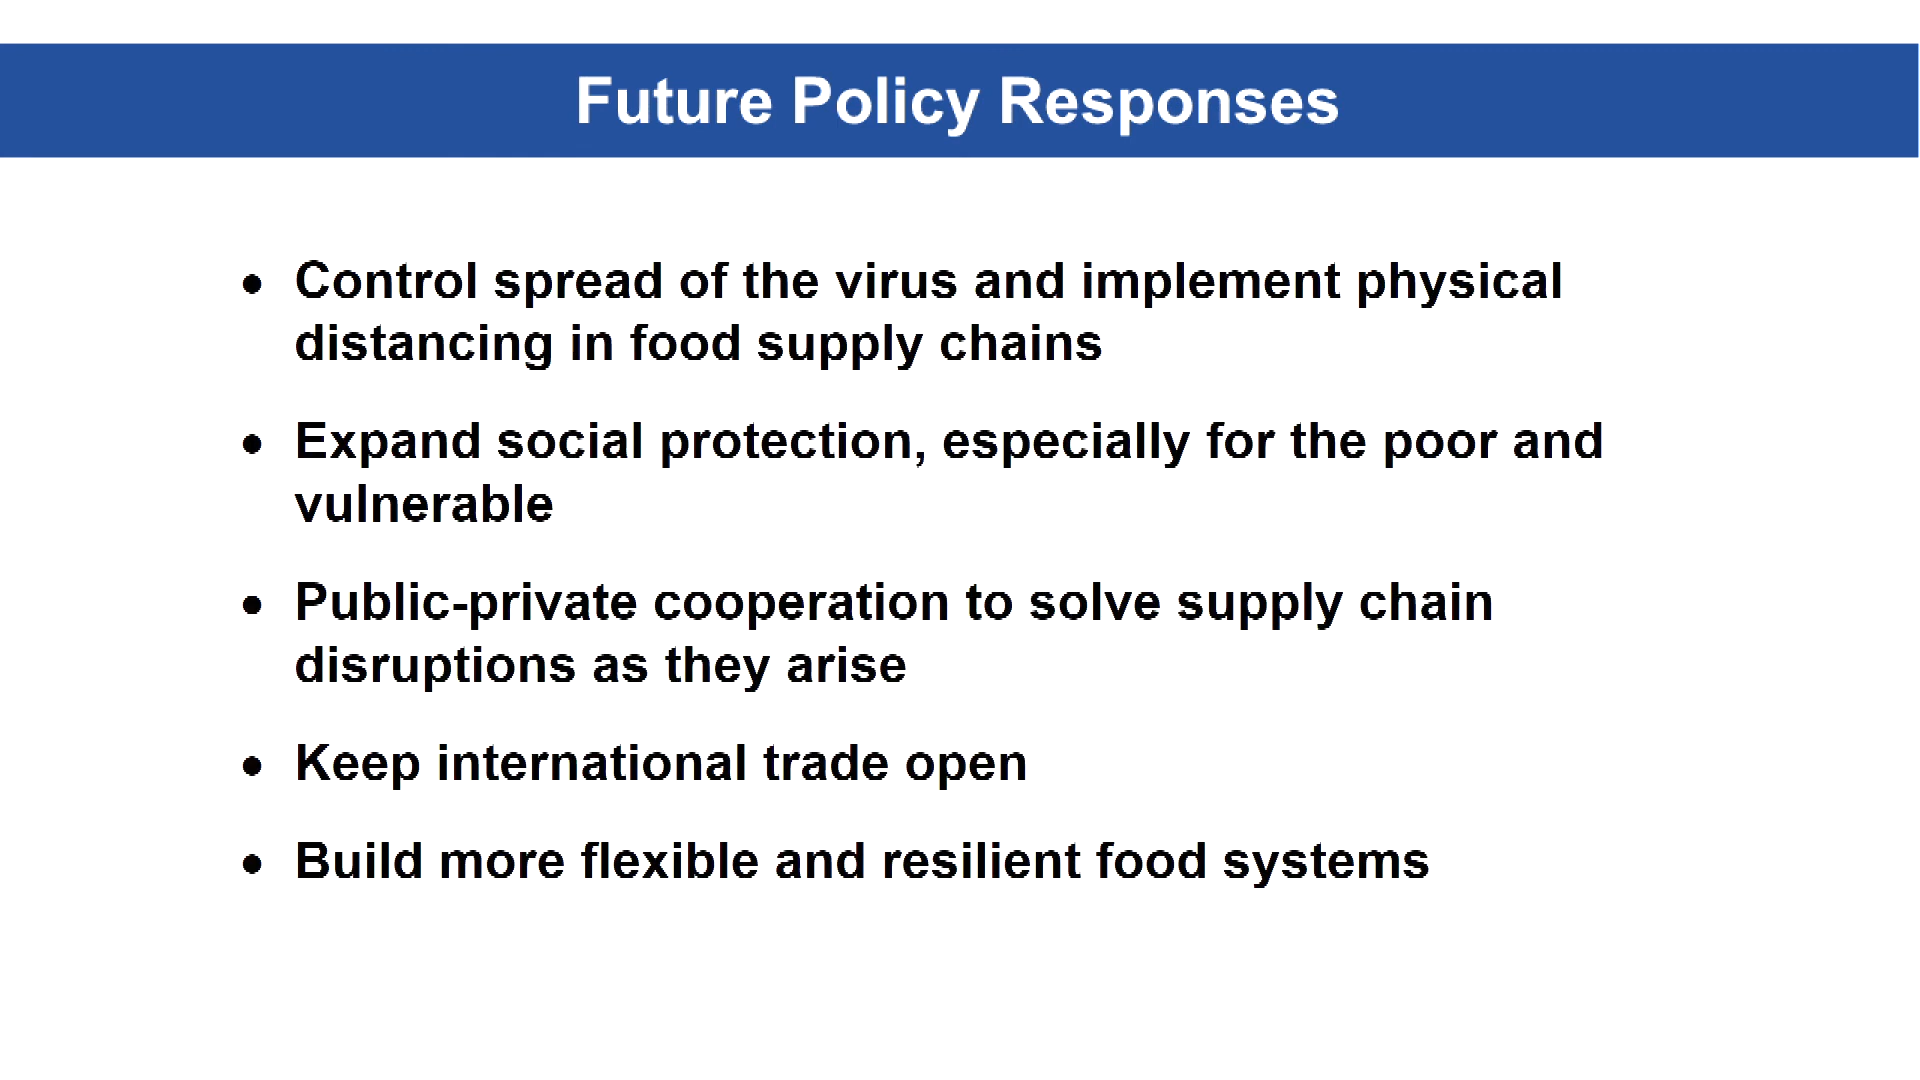 Future Policy Responses
• Control spread of the virus and implement physical
distancing in food supply chains
• Expand social protection, especially for the poor and
vulnerable
• Public-private cooperation to solve supply chain
disruptions as they arise
• Keep international trade open
• Build more flexible and resilient food systems